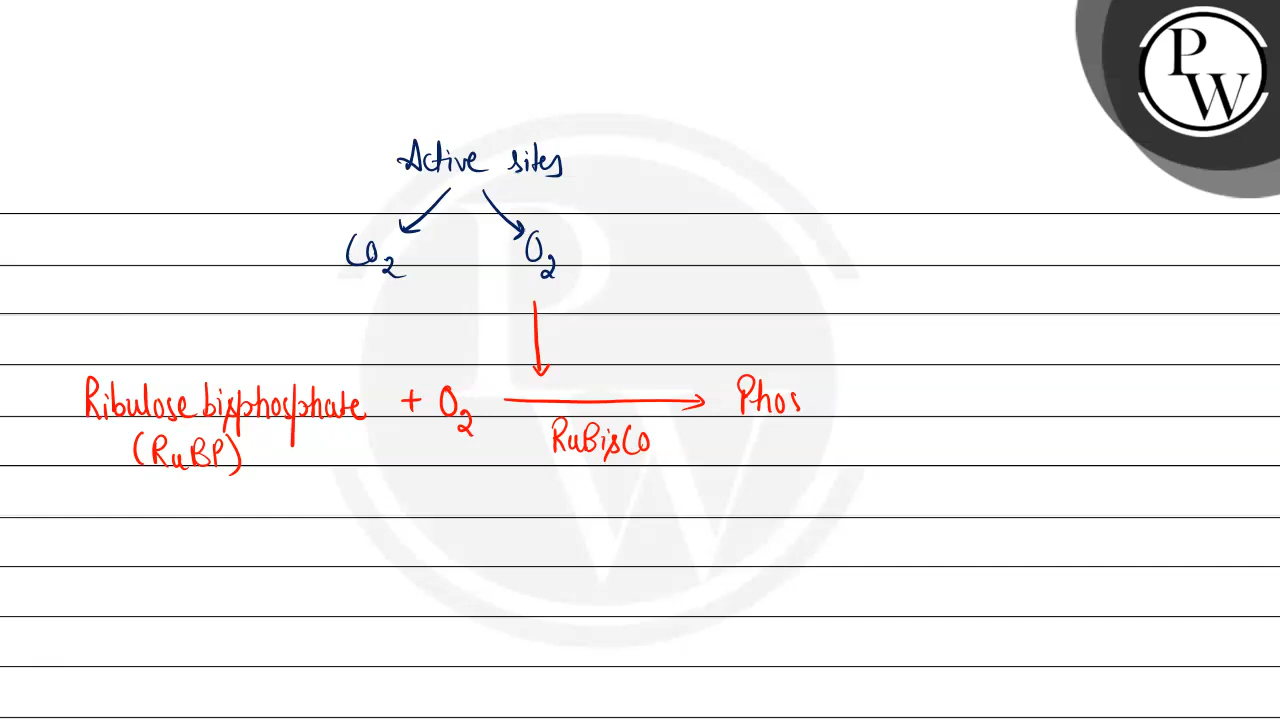 PW
Active sites
CO2 O2
Ribulose bisphosphate + O2 Phos
(RuBP) RuBisCO